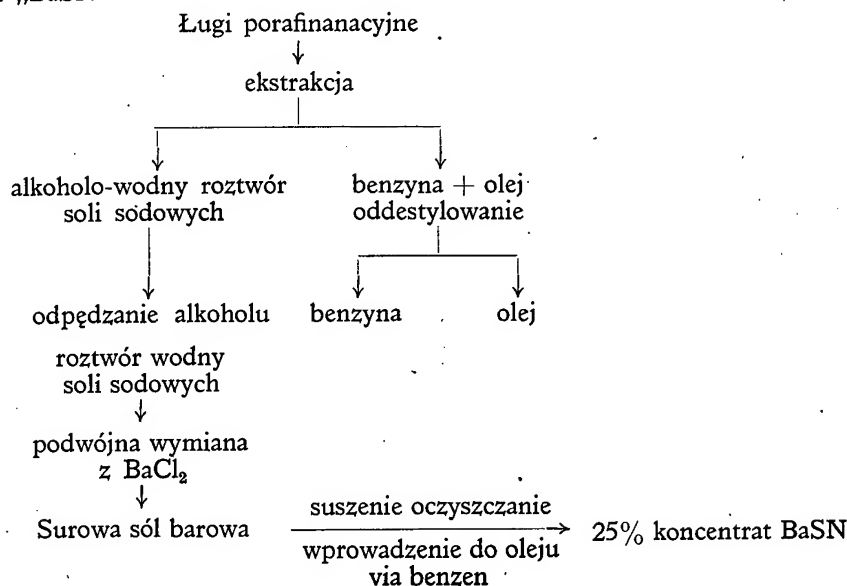 Ługi porafinanacyjne
ekstrakcja
alkoholo-wodny roztwór
soli sodowych
benzyna + olej
oddestylowanie
odpędzanie alkoholu
benzyna
olej
roztwór wodny
soli sodowych
podwójna wymiana
z BaCl₂
Surowa sól barowa
suszenie oczyszczanie
wprowadzenie do oleju
via benzen
25% koncentrat BaSN